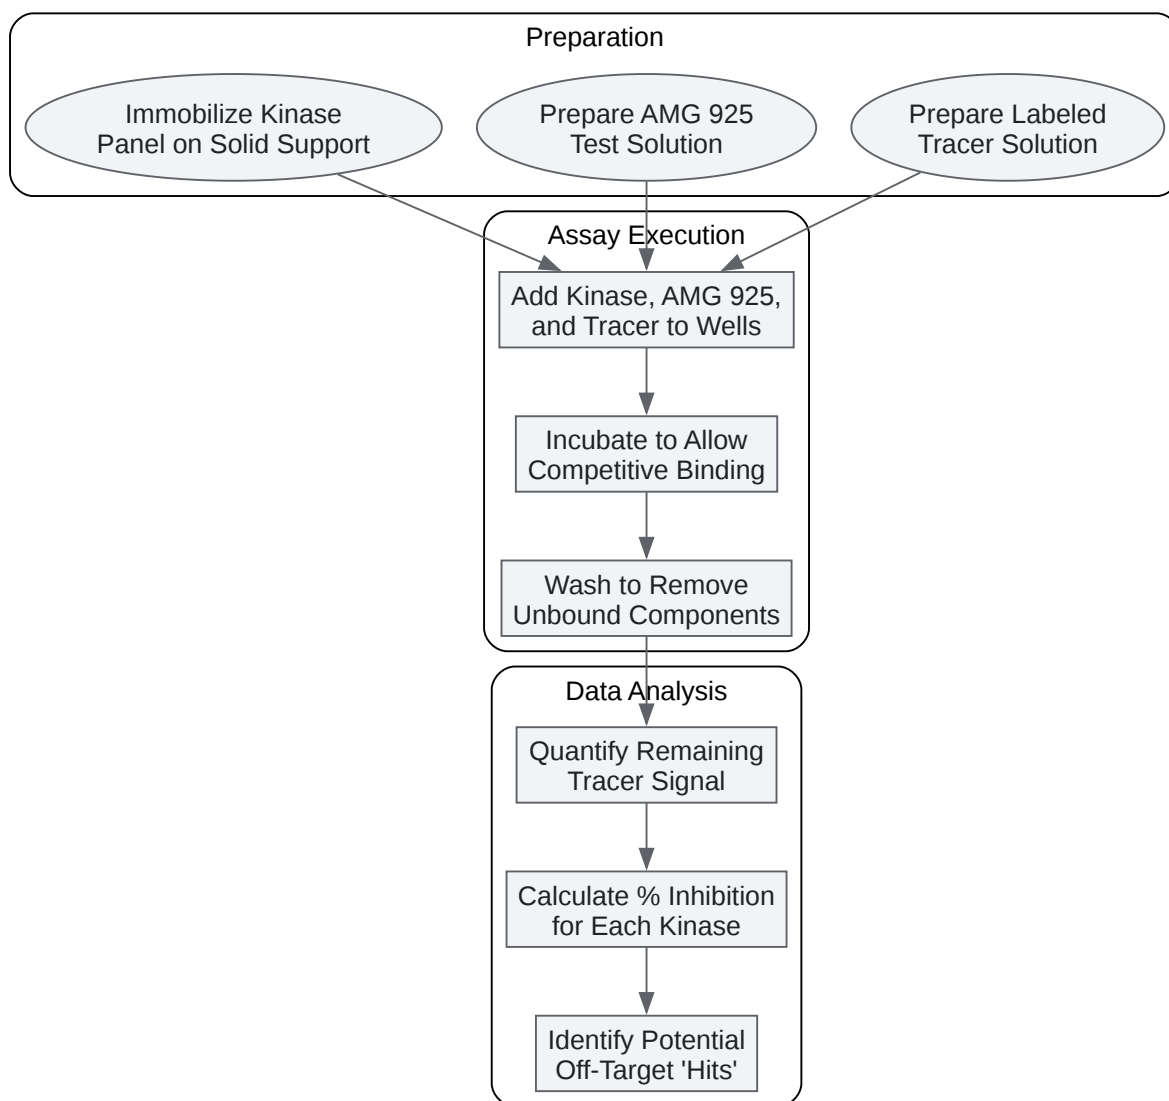 Preparation
Immobilize Kinase
Panel on Solid Support
Prepare AMG 925
Test Solution
Prepare Labeled
Tracer Solution
Assay Execution
Add Kinase, AMG 925,
and Tracer to Wells
Incubate to Allow
Competitive Binding
Wash to Remove
Unbound Components
Data Analysis
Quantify Remaining
Tracer Signal
Calculate % Inhibition
for Each Kinase
Identify Potential
Off-Target 'Hits'